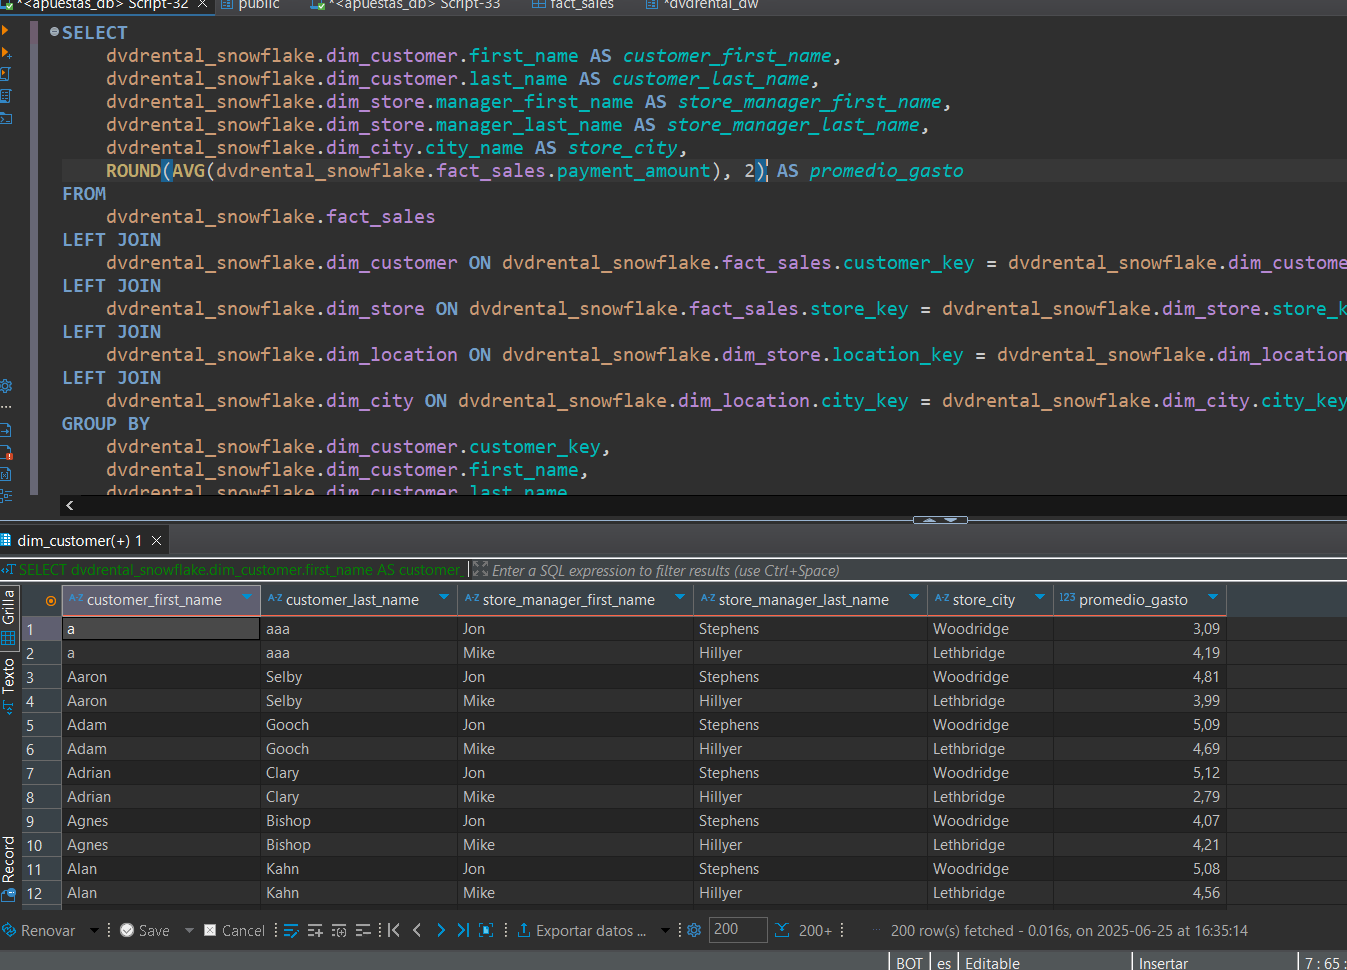 *<apuestas_db> Script-32
public
*<apuestas_db> Script-33
fact_sales
*dvdrental_dw
SELECT
dvdrental_snowflake.dim_customer.first_name AS customer_first_name,
dvdrental_snowflake.dim_customer.last_name AS customer_last_name,
dvdrental_snowflake.dim_store.manager_first_name AS store_manager_first_name,
dvdrental_snowflake.dim_store.manager_last_name AS store_manager_last_name,
dvdrental_snowflake.dim_city.city_name AS store_city,
ROUND(AVG(dvdrental_snowflake.fact_sales.payment_amount), 2) AS promedio_gasto
FROM
dvdrental_snowflake.fact_sales
LEFT JOIN
dvdrental_snowflake.dim_customer ON dvdrental_snowflake.fact_sales.customer_key = dvdrental_snowflake.dim_custome
LEFT JOIN
dvdrental_snowflake.dim_store ON dvdrental_snowflake.fact_sales.store_key = dvdrental_snowflake.dim_store.store_k
LEFT JOIN
dvdrental_snowflake.dim_location ON dvdrental_snowflake.dim_store.location_key = dvdrental_snowflake.dim_location
LEFT JOIN
dvdrental_snowflake.dim_city ON dvdrental_snowflake.dim_location.city_key = dvdrental_snowflake.dim_city.city_key
GROUP BY
dvdrental_snowflake.dim_customer.customer_key,
dvdrental_snowflake.dim_customer.first_name,
dvdrental_snowflake.dim_customer.last_name
dim_customer(+) 1
SELECT dvdrental_snowflake.dim_customer.first_name AS customer_
Enter a SQL expression to filter results (use Ctrl+Space)
Grilla
Texto
Record
customer_first_name customer_last_name store_manager_first_name store_manager_last_name store_city 123 promedio_gasto
1 a aaa Jon Stephens Woodridge 3,09
2 a aaa Mike Hillyer Lethbridge 4,19
3 Aaron Selby Jon Stephens Woodridge 4,81
4 Aaron Selby Mike Hillyer Lethbridge 3,99
5 Adam Gooch Jon Stephens Woodridge 5,09
6 Adam Gooch Mike Hillyer Lethbridge 4,69
7 Adrian Clary Jon Stephens Woodridge 5,12
8 Adrian Clary Mike Hillyer Lethbridge 2,79
9 Agnes Bishop Jon Stephens Woodridge 4,07
10 Agnes Bishop Mike Hillyer Lethbridge 4,21
11 Alan Kahn Jon Stephens Woodridge 5,08
12 Alan Kahn Mike Hillyer Lethbridge 4,56
Renovar Save Cancel Exportar datos ... 200 200+ 200 row(s) fetched - 0.016s, on 2025-06-25 at 16:35:14
BOT es Editable Insertar 7 : 65 :